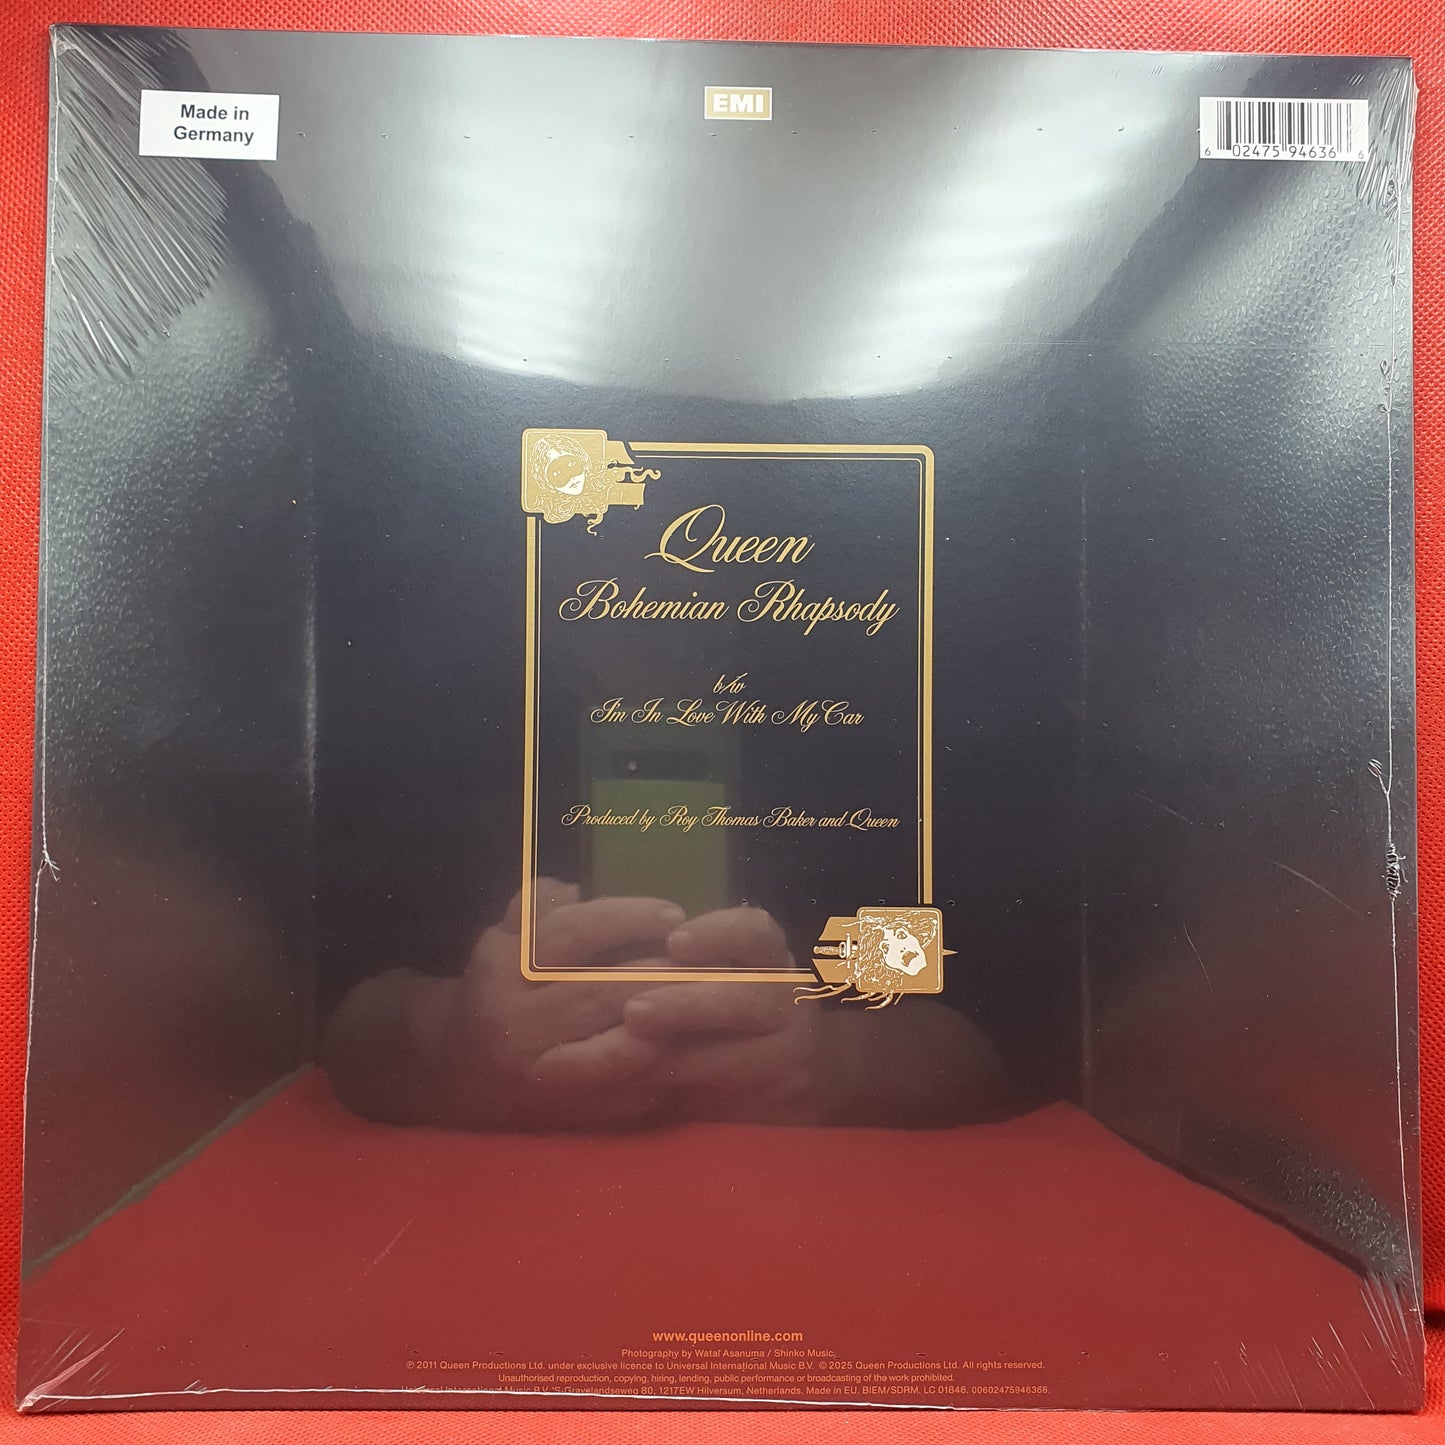 Made in
Germany
EMI
6 02475 94636 6
Queen
Bohemian Rhapsody
b/w
I'm In Love With My Car
Produced by Roy Thomas Baker and Queen
www.queenonline.com
Photography by Watal Asanuma / Shinko Music.
℗ 2011 Queen Productions Ltd. under exclusive licence to Universal International Music B.V. © 2025 Queen Productions Ltd. All rights reserved.
Unauthorised reproduction, copying, hiring, lending, public performance or broadcasting of the work prohibited.
Universal International Music B.V. 'S-Gravelandseweg 80, 1217EW Hilversum, Netherlands. Made in EU. BIEM/SDRM. LC 01846. 00602475946366.